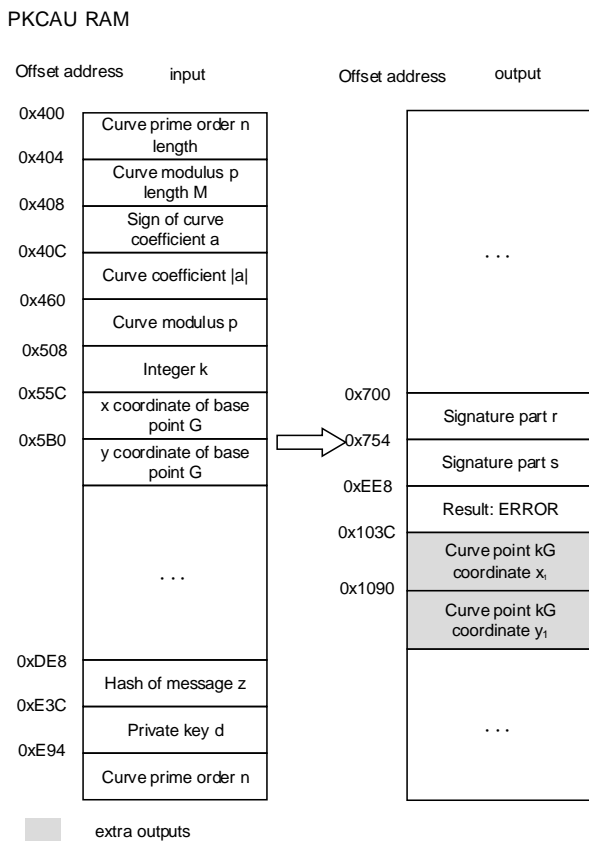 PKCAU RAM
Offset address input
0x400
Curve prime order n
length
0x404
Curve modulus p
length M
0x408
Sign of curve
coefficient a
0x40C
Curve coefficient |a|
0x460
Curve modulus p
0x508
Integer k
0x55C
x coordinate of base
point G
0x5B0
y coordinate of base
point G
...
0xDE8
Hash of message z
0xE3C
Private key d
0xE94
Curve prime order n
Offset address output
...
0x700
Signature part r
0x754
Signature part s
0xEE8
Result: ERROR
0x103C
Curve point kG
coordinate x₁
0x1090
Curve point kG
coordinate y₁
...
extra outputs